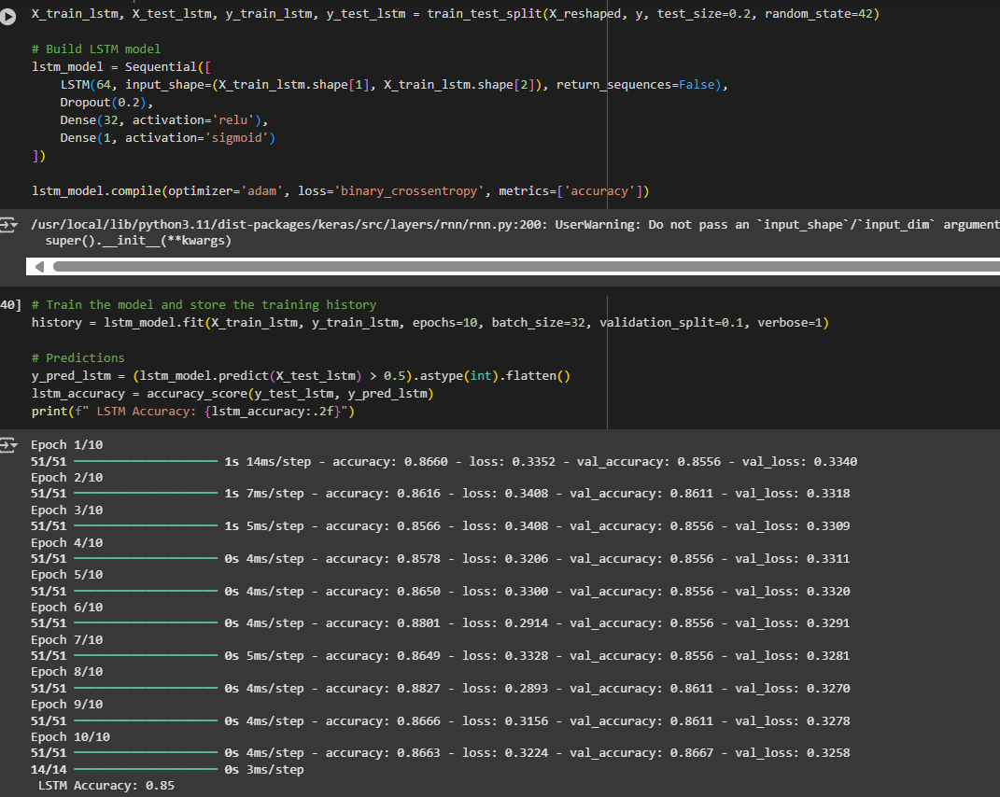 X_train_lstm, X_test_lstm, y_train_lstm, y_test_lstm = train_test_split(X_reshaped, y, test_size=0.2, random_state=42)
# Build LSTM model
lstm_model = Sequential([
    LSTM(64, input_shape=(X_train_lstm.shape[1], X_train_lstm.shape[2]), return_sequences=False),
    Dropout(0.2),
    Dense(32, activation='relu'),
    Dense(1, activation='sigmoid')
])
lstm_model.compile(optimizer='adam', loss='binary_crossentropy', metrics=['accuracy'])
/usr/local/lib/python3.11/dist-packages/keras/src/layers/rnn/rnn.py:200: UserWarning: Do not pass an `input_shape`/`input_dim` argument
  super().__init__(**kwargs)
40] # Train the model and store the training history
history = lstm_model.fit(X_train_lstm, y_train_lstm, epochs=10, batch_size=32, validation_split=0.1, verbose=1)
# Predictions
y_pred_lstm = (lstm_model.predict(X_test_lstm) > 0.5).astype(int).flatten()
lstm_accuracy = accuracy_score(y_test_lstm, y_pred_lstm)
print(f" LSTM Accuracy: {lstm_accuracy:.2f}")
Epoch 1/10
51/51 1s 14ms/step - accuracy: 0.8660 - loss: 0.3352 - val_accuracy: 0.8556 - val_loss: 0.3340
Epoch 2/10
51/51 1s 7ms/step - accuracy: 0.8616 - loss: 0.3408 - val_accuracy: 0.8611 - val_loss: 0.3318
Epoch 3/10
51/51 1s 5ms/step - accuracy: 0.8566 - loss: 0.3408 - val_accuracy: 0.8556 - val_loss: 0.3309
Epoch 4/10
51/51 0s 4ms/step - accuracy: 0.8578 - loss: 0.3206 - val_accuracy: 0.8556 - val_loss: 0.3311
Epoch 5/10
51/51 0s 4ms/step - accuracy: 0.8650 - loss: 0.3300 - val_accuracy: 0.8556 - val_loss: 0.3320
Epoch 6/10
51/51 0s 4ms/step - accuracy: 0.8801 - loss: 0.2914 - val_accuracy: 0.8556 - val_loss: 0.3291
Epoch 7/10
51/51 0s 5ms/step - accuracy: 0.8649 - loss: 0.3328 - val_accuracy: 0.8556 - val_loss: 0.3281
Epoch 8/10
51/51 0s 4ms/step - accuracy: 0.8827 - loss: 0.2893 - val_accuracy: 0.8611 - val_loss: 0.3270
Epoch 9/10
51/51 0s 4ms/step - accuracy: 0.8666 - loss: 0.3156 - val_accuracy: 0.8611 - val_loss: 0.3278
Epoch 10/10
51/51 0s 4ms/step - accuracy: 0.8663 - loss: 0.3224 - val_accuracy: 0.8667 - val_loss: 0.3258
14/14 0s 3ms/step
 LSTM Accuracy: 0.85